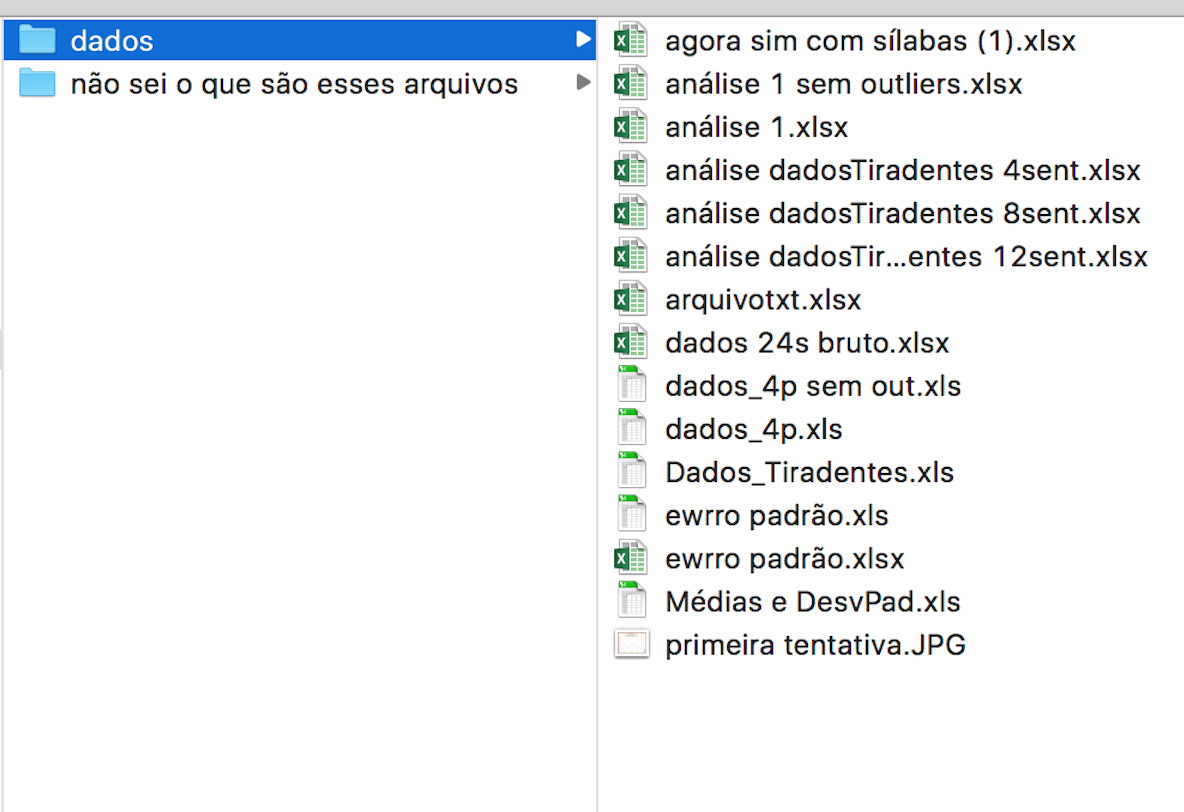 dados
não sei o que são esses arquivos
agora sim com sílabas (1).xlsx
análise 1 sem outliers.xlsx
análise 1.xlsx
análise dadosTiradentes 4sent.xlsx
análise dadosTiradentes 8sent.xlsx
análise dadosTir...entes 12sent.xlsx
arquivotxt.xlsx
dados 24s bruto.xlsx
dados_4p sem out.xls
dados_4p.xls
Dados_Tiradentes.xls
ewrro padrão.xls
ewrro padrão.xlsx
Médias e DesvPad.xls
primeira tentativa.JPG